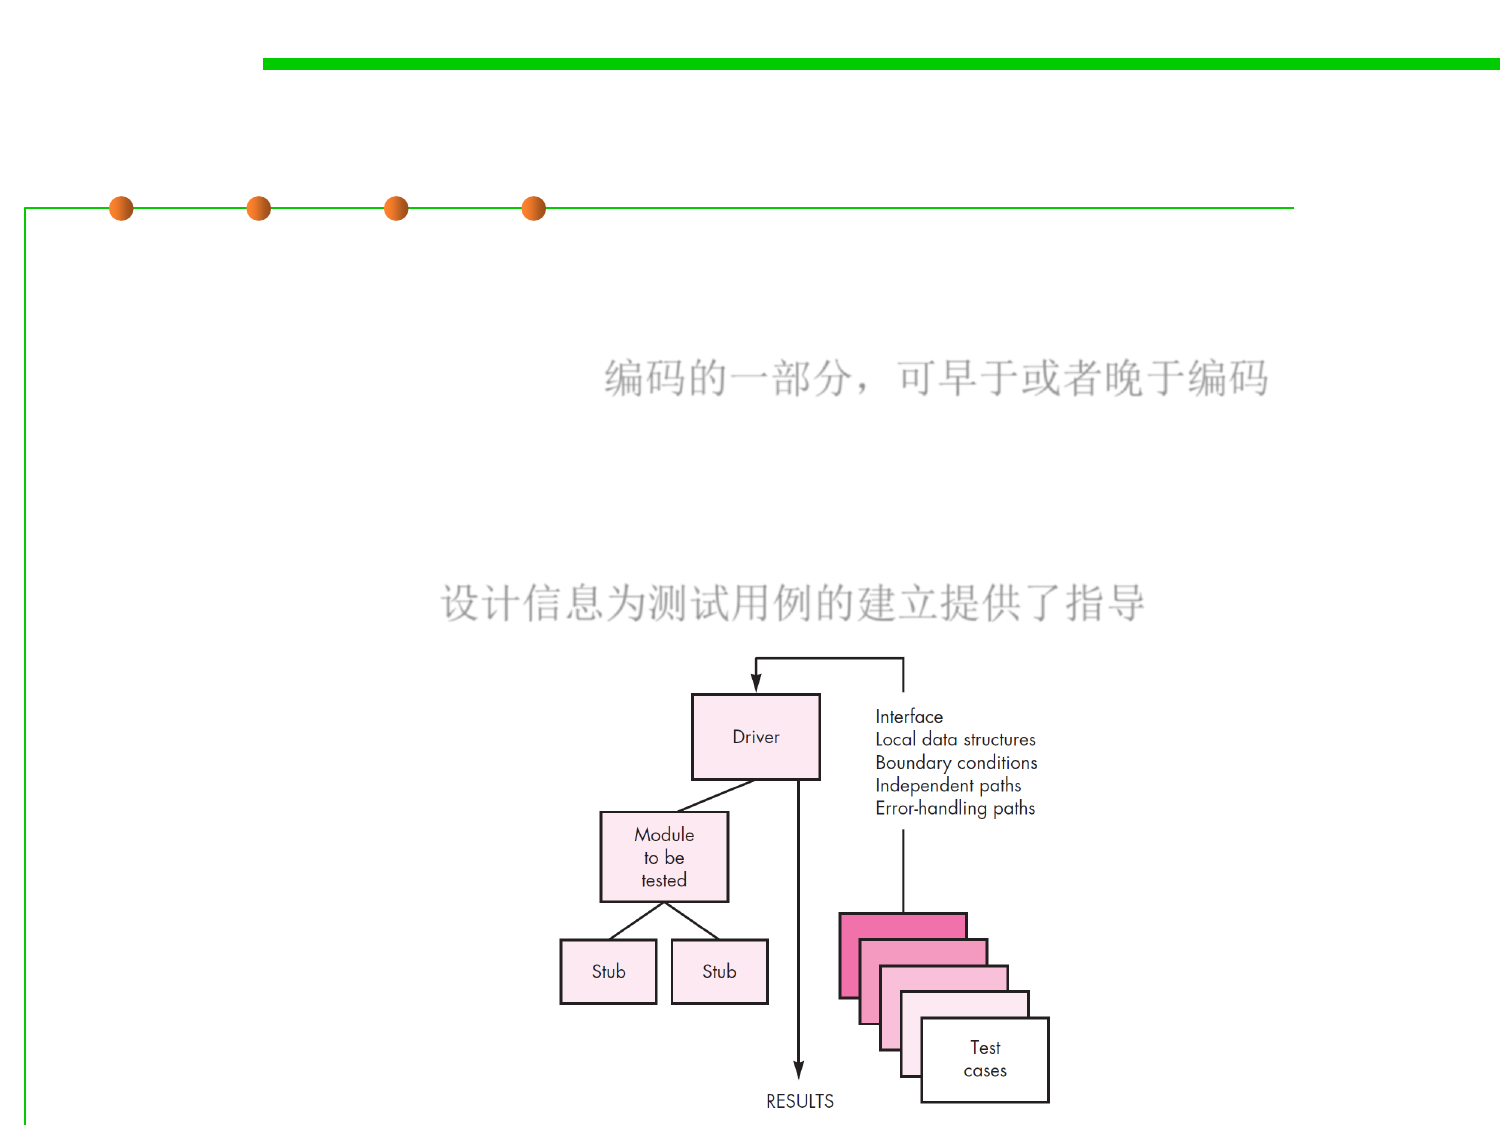 编码的一部分，可早于或者晚于编码
设计信息为测试用例的建立提供了指导
Driver
Interface
Local data structures
Boundary conditions
Independent paths
Error-handling paths
Module
to be
tested
Stub
Stub
Test
cases
RESULTS